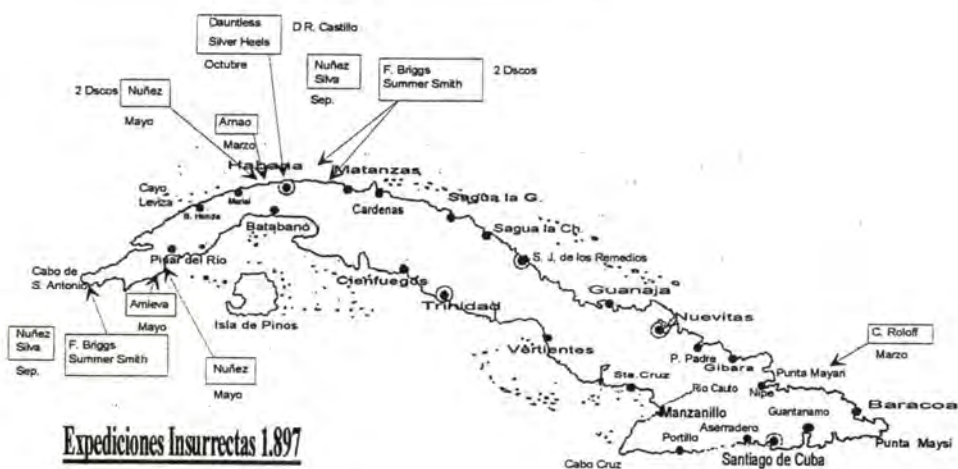 Dauntless
Silver Heels
Octubre
D R. Castillo
Nuñez
Silva
Sep.
F. Briggs
Summer Smith
2 Dscos
2 Dscos
Nuñez
Mayo
Arnao
Marzo
Habana
Matanzas
Cayo
Leviza
B. Honda
Mariel
Cardenas
Sagüa la G.
Batabanó
Sagua la Ch.
Pinar del Río
S. J. de los Remedios
Cabo de
S. Antonio
Cienfuegos
Guanaja
Amieva
Mayo
Isla de Pinos
Trinidad
Nuevitas
C. Roloff
Marzo
Nuñez
Silva
Sep.
F. Briggs
Summer Smith
Nuñez
Mayo
Vertientes
P. Padre
Gibara
Punta Mayari
Sta. Cruz
Rio Cauto
Nipe
Baracoa
Manzanillo
Guantanamo
Aserradero
Portillo
Punta Maysi
Santiago de Cuba
Cabo Cruz
Expediciones Insurrectas 1.897